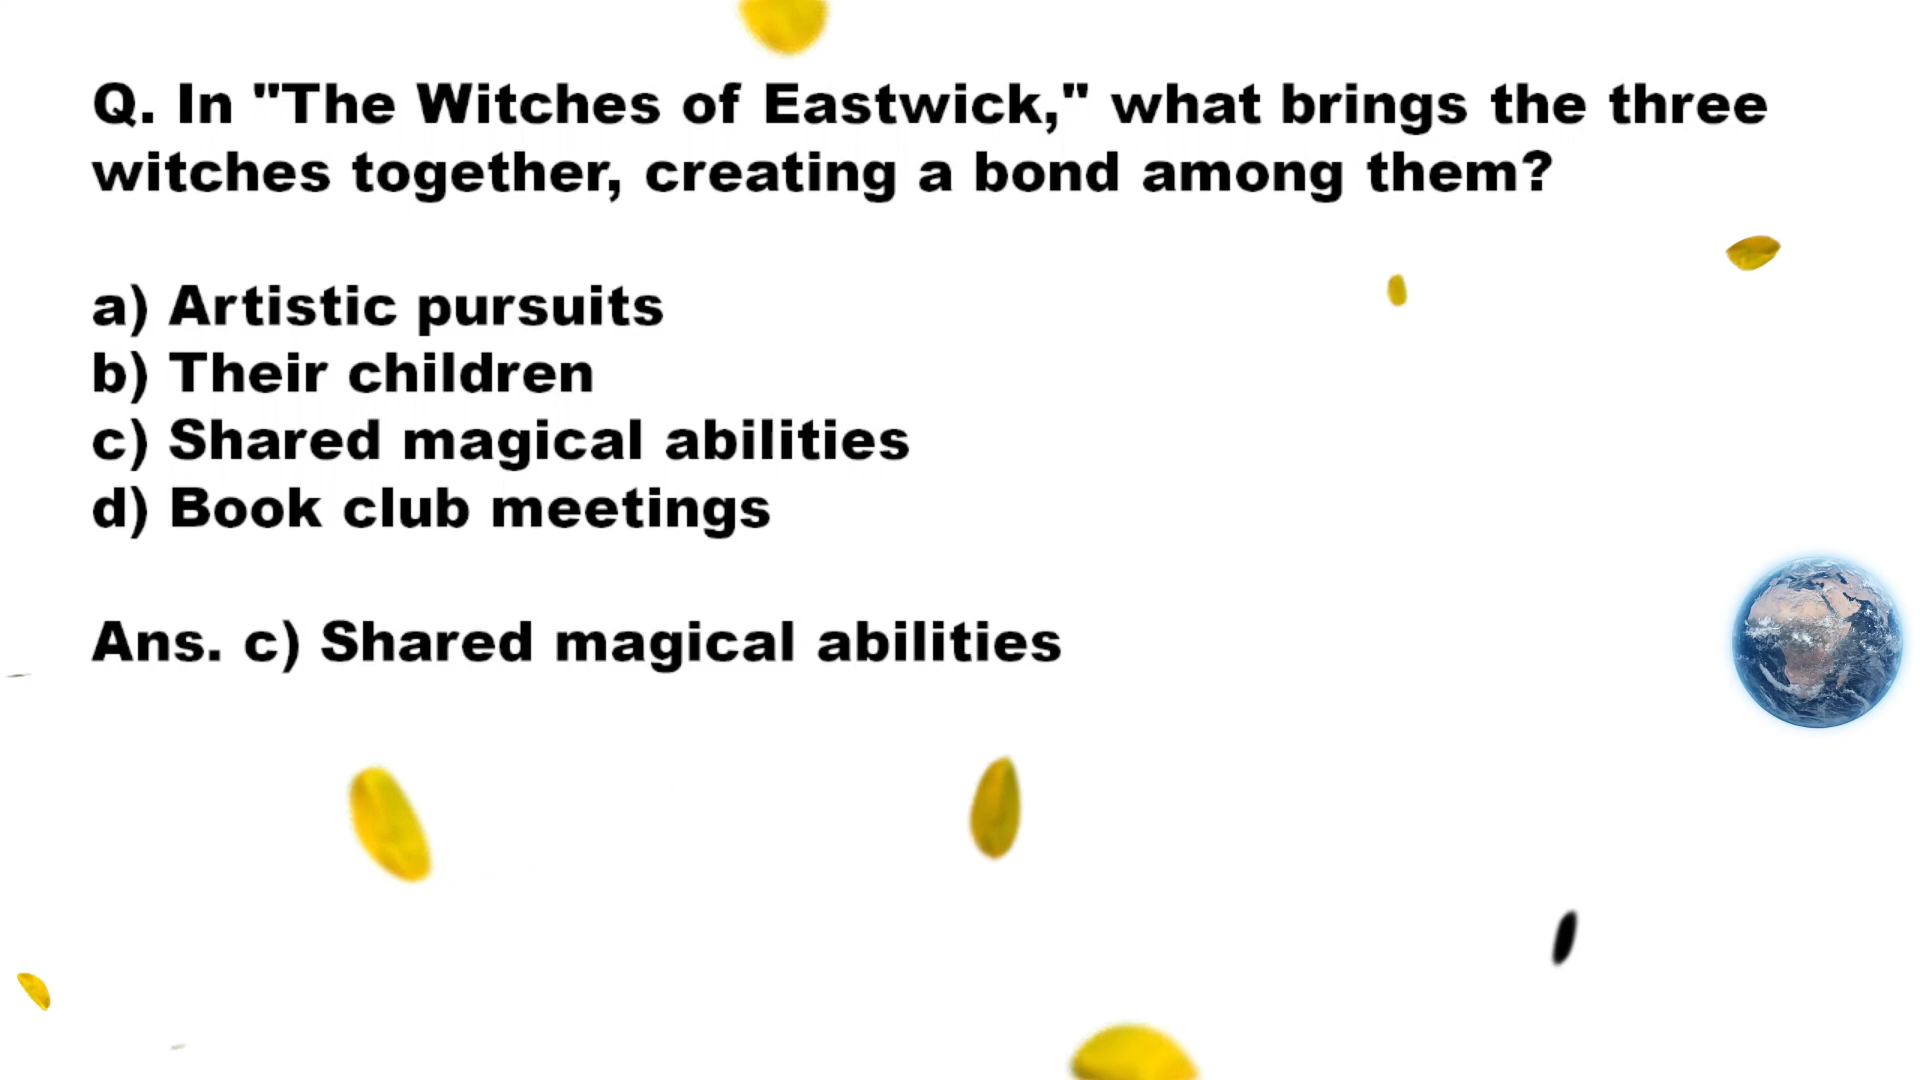 Q. In "The Witches of Eastwick," what brings the three
witches together, creating a bond among them?
a) Artistic pursuits
b) Their children
c) Shared magical abilities
d) Book club meetings
Ans. c) Shared magical abilities